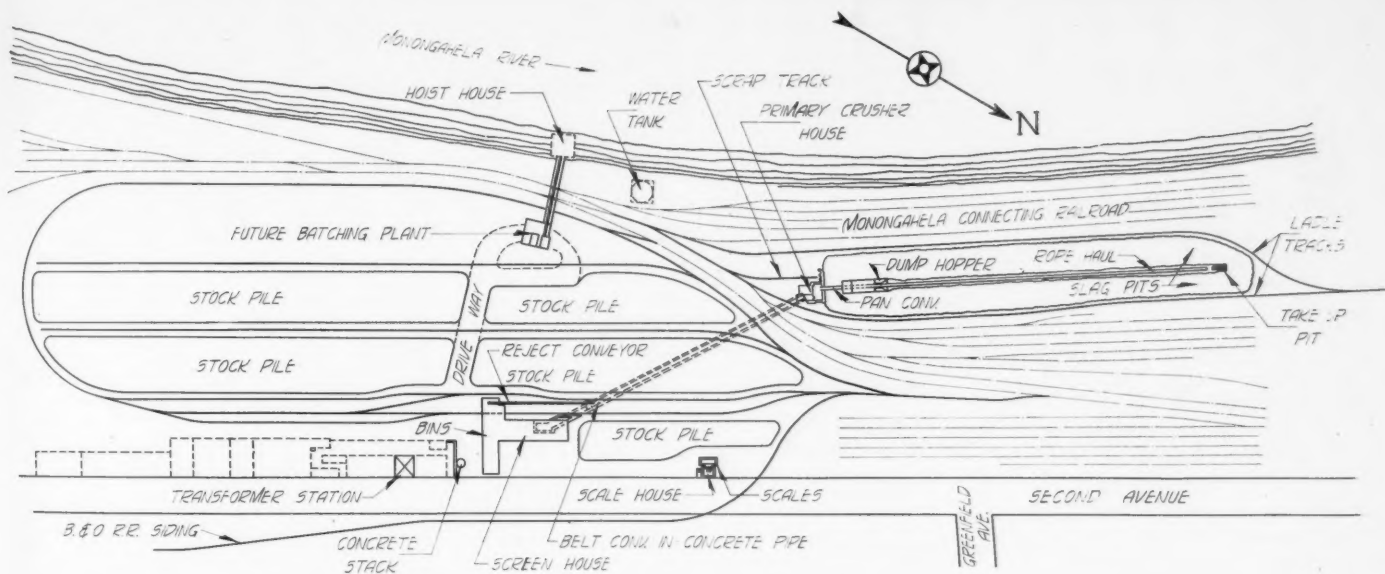 MONONGAHELA RIVER
HOIST HOUSE
WATER
TANK
SCRAP TRACK
PRIMARY CRUSHER
HOUSE
N
FUTURE BATCHING PLANT
MONONGAHELA CONNECTING RAILROAD
LADLE
TRACKS
DUMP HOPPER
ROPE HAUL
STOCK PILE
STOCK PILE
PAN CONV.
SLAG PITS
TAKE UP
PIT
DRIVE WAY
REJECT CONVEYOR
STOCK PILE
STOCK PILE
BINS
STOCK PILE
TRANSFORMER STATION
SCALE HOUSE
SCALES
SECOND AVENUE
B.&O R.R. SIDING
CONCRETE
STACK
SCREEN HOUSE
BELT CONV. IN CONCRETE PIPE
GREENFIELD
AVE.